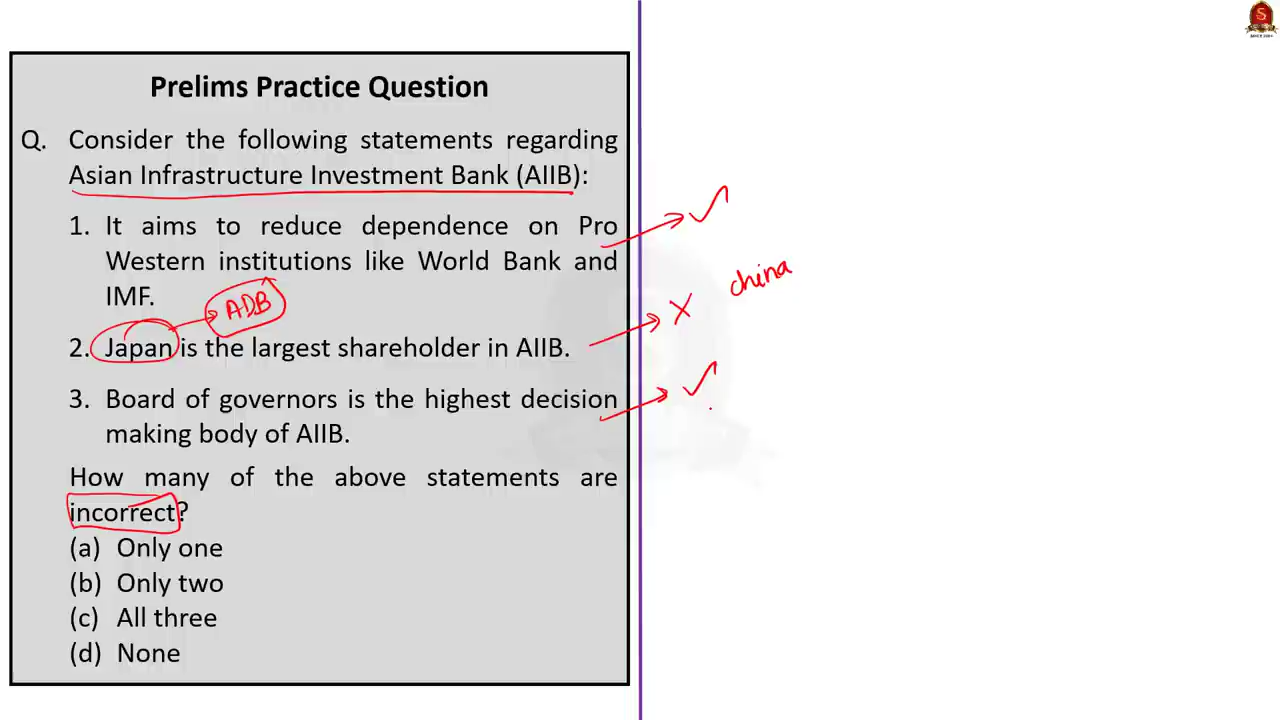 Prelims Practice Question
Q. Consider the following statements regarding
Asian Infrastructure Investment Bank (AIIB):
1. It aims to reduce dependence on Pro
Western institutions like World Bank and
IMF.
ADB
china
2. Japan is the largest shareholder in AIIB.
3. Board of governors is the highest decision
making body of AIIB.
How many of the above statements are
incorrect?
(a) Only one
(b) Only two
(c) All three
(d) None